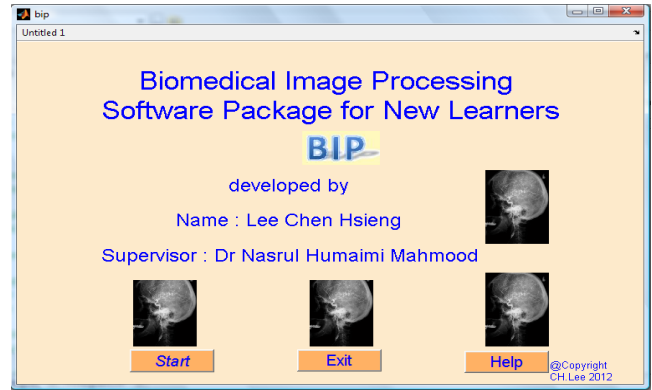 bip
Untitled 1
Biomedical Image Processing
Software Package for New Learners
BIP
developed by
Name : Lee Chen Hsieng
Supervisor : Dr Nasrul Humaimi Mahmood
Start
Exit
Help
@Copyright
CH.Lee 2012